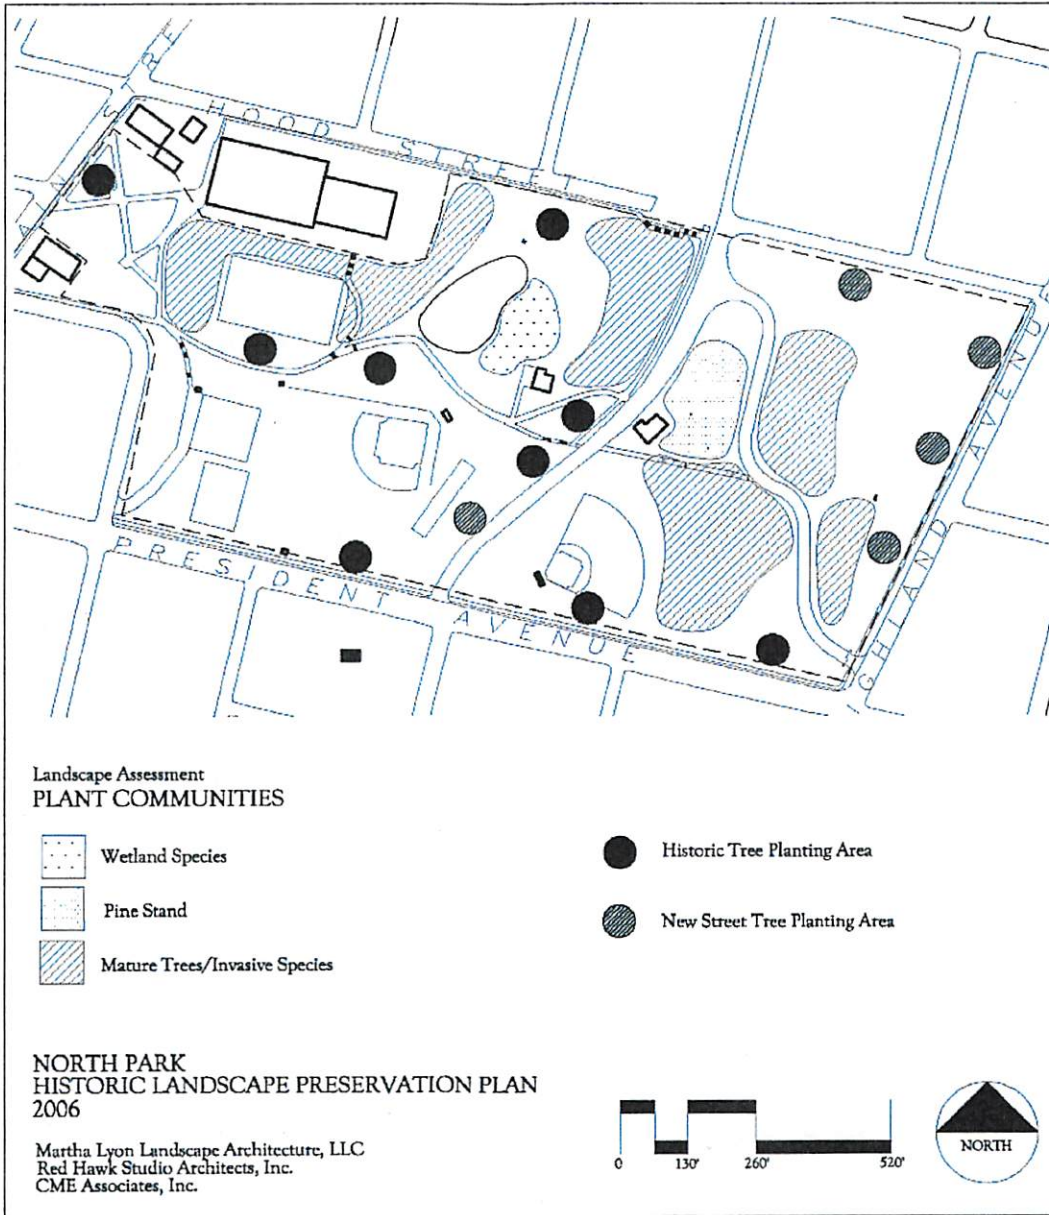 HOOD STREET
PRESIDENT AVENUE
HIGHLAND AVENUE
Landscape Assessment
PLANT COMMUNITIES
Wetland Species
Pine Stand
Mature Trees/Invasive Species
Historic Tree Planting Area
New Street Tree Planting Area
NORTH PARK
HISTORIC LANDSCAPE PRESERVATION PLAN
2006
Martha Lyon Landscape Architecture, LLC
Red Hawk Studio Architects, Inc.
CME Associates, Inc.
0 130' 260' 520'
NORTH